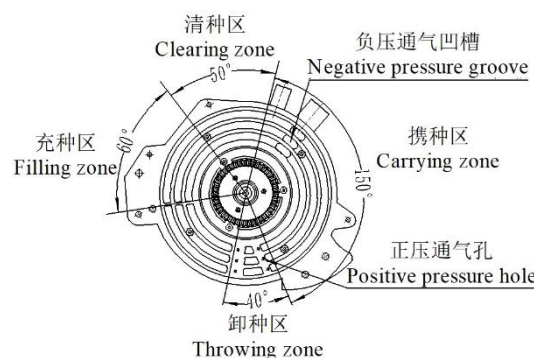 清种区
Clearing zone
负压通气凹槽
Negative pressure groove
50°
充种区
Filling zone
60°
携种区
Carrying zone
150°
正压通气孔
Positive pressure hole
40°
卸种区
Throwing zone